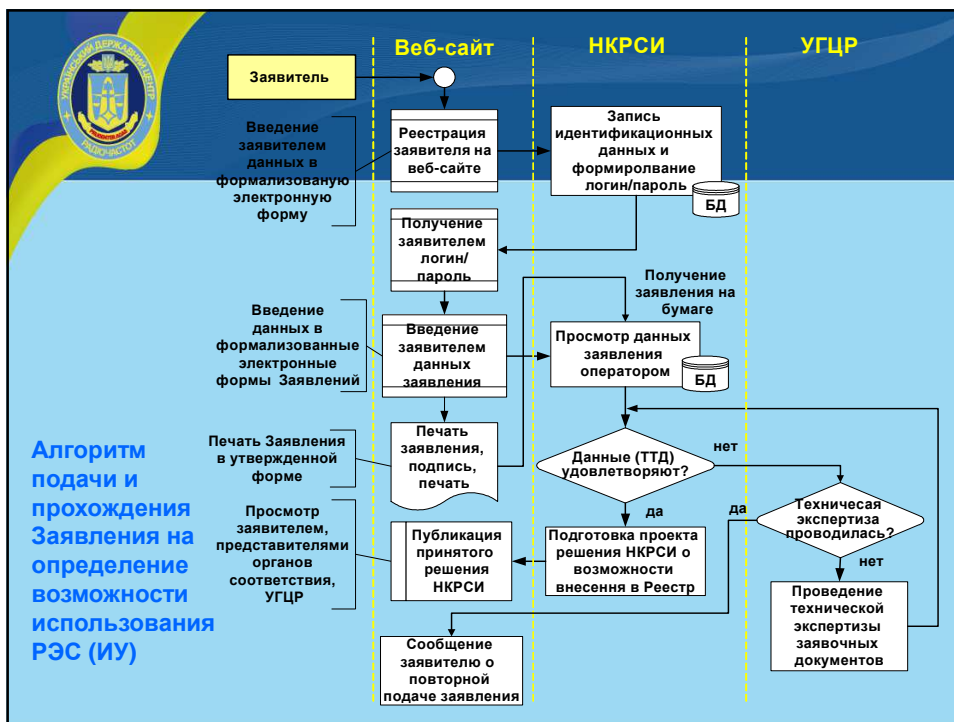 УКРАЇНСЬКИЙ ДЕРЖАВНИЙ ЦЕНТР
РАДІОЧАСТОТ
Веб-сайт
НКРСИ
УГЦР
Заявитель
Введение
заявителем
данных в
формализованую
электронную
форму
Реестрация
заявителя на
веб-сайте
Запись
идентификационных
данных и
формиролвание
логин/пароль
БД
Получение
заявителем
логин/
пароль
Получение
заявления на
бумаге
Введение
данных в
формализованные
электронные
формы Заявлений
Введение
заявителем
данных
заявления
Просмотр данных
заявления
оператором
БД
Алгоритм
подачи и
прохождения
Заявления на
определение
возможности
использования
РЭС (ИУ)
Печать Заявления
в утвержденной
форме
Печать
заявления,
подпись,
печать
Данные (ТТД)
удовлетворяют?
нет
да
да
Техничесая
экспертиза
проводилась?
нет
Просмотр
заявителем,
представителями
органов
соответствия,
УГЦР
Публикация
принятого
решения
НКРСИ
Подготовка проекта
решения НКРСИ о
возможности
внесення в Реестр
Проведение
технической
экспертизы
заявочных
документов
Сообщение
заявителю о
повторной
подаче заявления